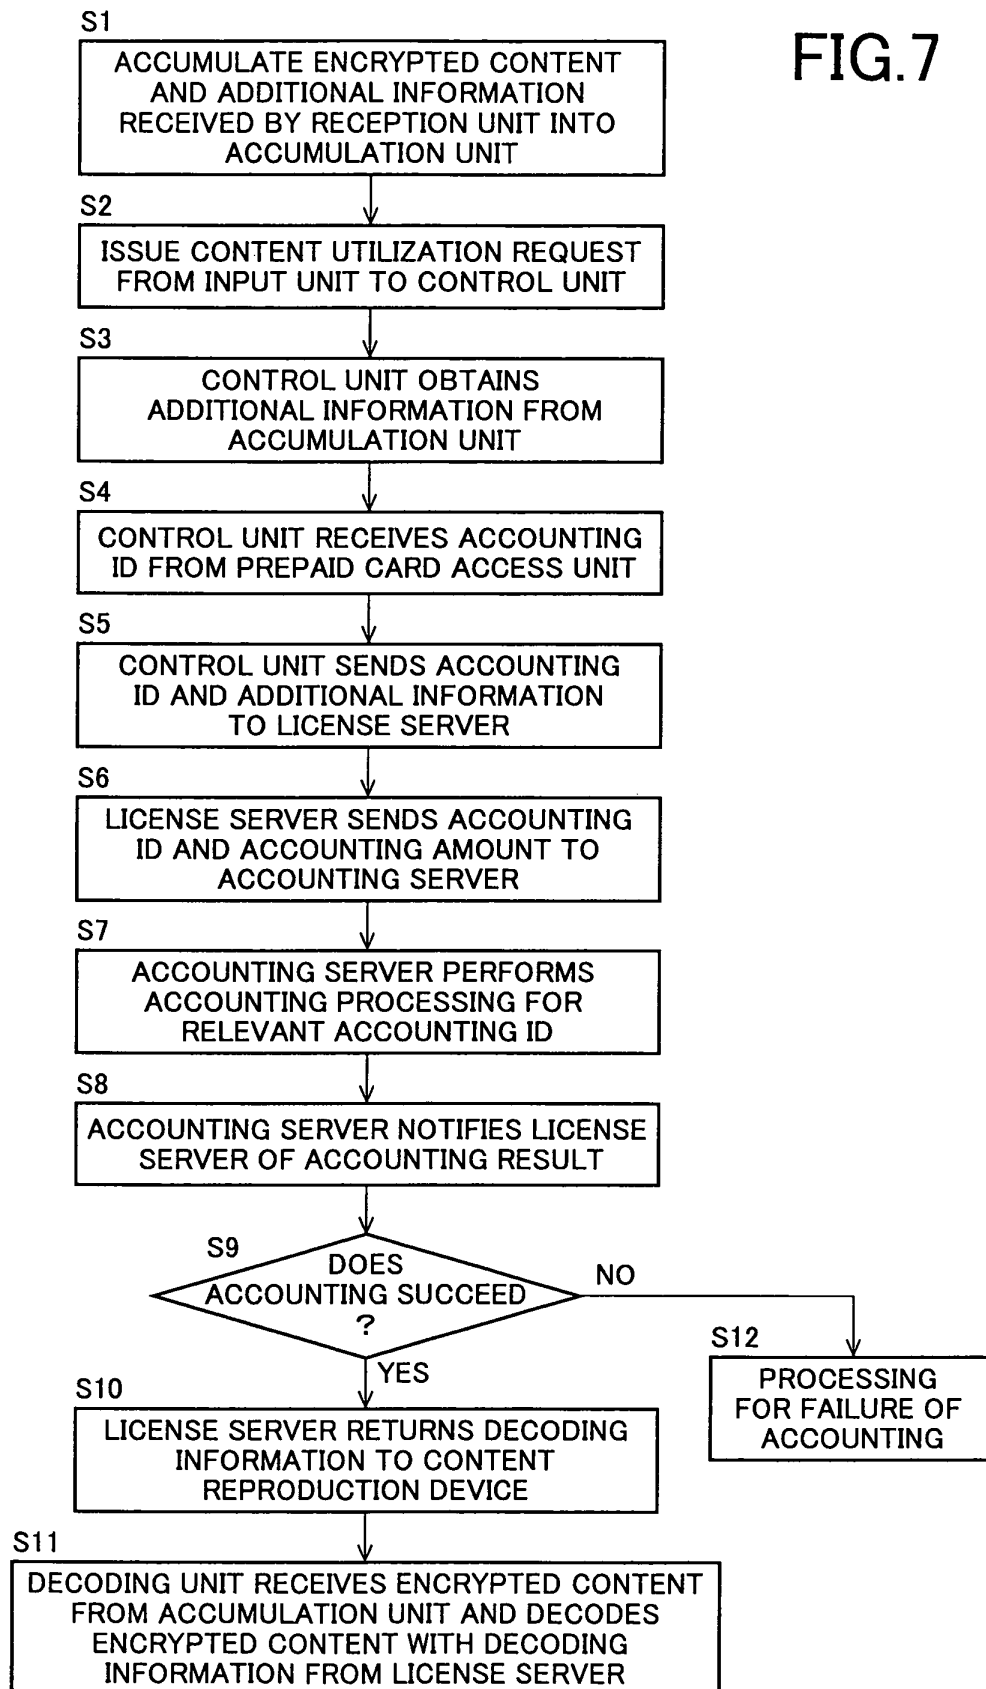 FIG.7
S1
ACCUMULATE ENCRYPTED CONTENT
AND ADDITIONAL INFORMATION
RECEIVED BY RECEPTION UNIT INTO
ACCUMULATION UNIT
S2
ISSUE CONTENT UTILIZATION REQUEST
FROM INPUT UNIT TO CONTROL UNIT
S3
CONTROL UNIT OBTAINS
ADDITIONAL INFORMATION FROM
ACCUMULATION UNIT
S4
CONTROL UNIT RECEIVES ACCOUNTING
ID FROM PREPAID CARD ACCESS UNIT
S5
CONTROL UNIT SENDS ACCOUNTING
ID AND ADDITIONAL INFORMATION
TO LICENSE SERVER
S6
LICENSE SERVER SENDS ACCOUNTING
ID AND ACCOUNTING AMOUNT TO
ACCOUNTING SERVER
S7
ACCOUNTING SERVER PERFORMS
ACCOUNTING PROCESSING FOR
RELEVANT ACCOUNTING ID
S8
ACCOUNTING SERVER NOTIFIES LICENSE
SERVER OF ACCOUNTING RESULT
S9
DOES
ACCOUNTING SUCCEED
?
NO
YES
S12
PROCESSING
FOR FAILURE OF
ACCOUNTING
S10
LICENSE SERVER RETURNS DECODING
INFORMATION TO CONTENT
REPRODUCTION DEVICE
S11
DECODING UNIT RECEIVES ENCRYPTED CONTENT
FROM ACCUMULATION UNIT AND DECODES
ENCRYPTED CONTENT WITH DECODING
INFORMATION FROM LICENSE SERVER